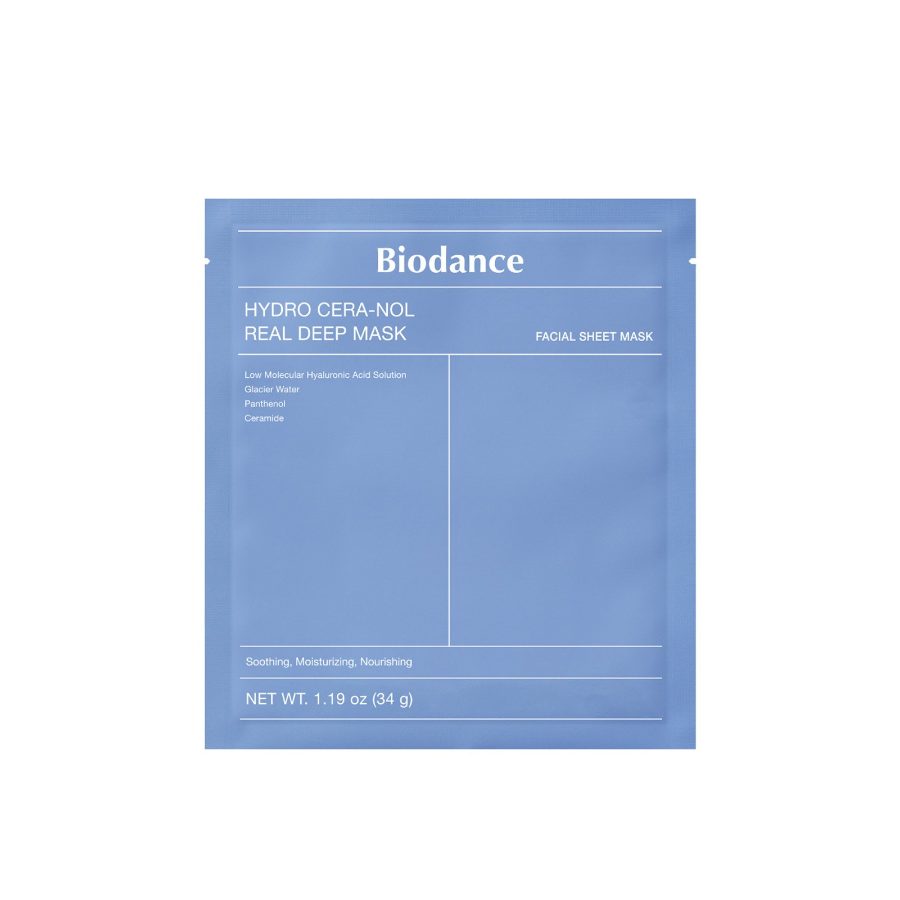 Biodance
HYDRO CERA-NOL
REAL DEEP MASK
FACIAL SHEET MASK
Low Molecular Hyaluronic Acid Solution
Glacier Water
Panthenol
Ceramide
Soothing, Moisturizing, Nourishing
NET WT. 1.19 oz (34 g)